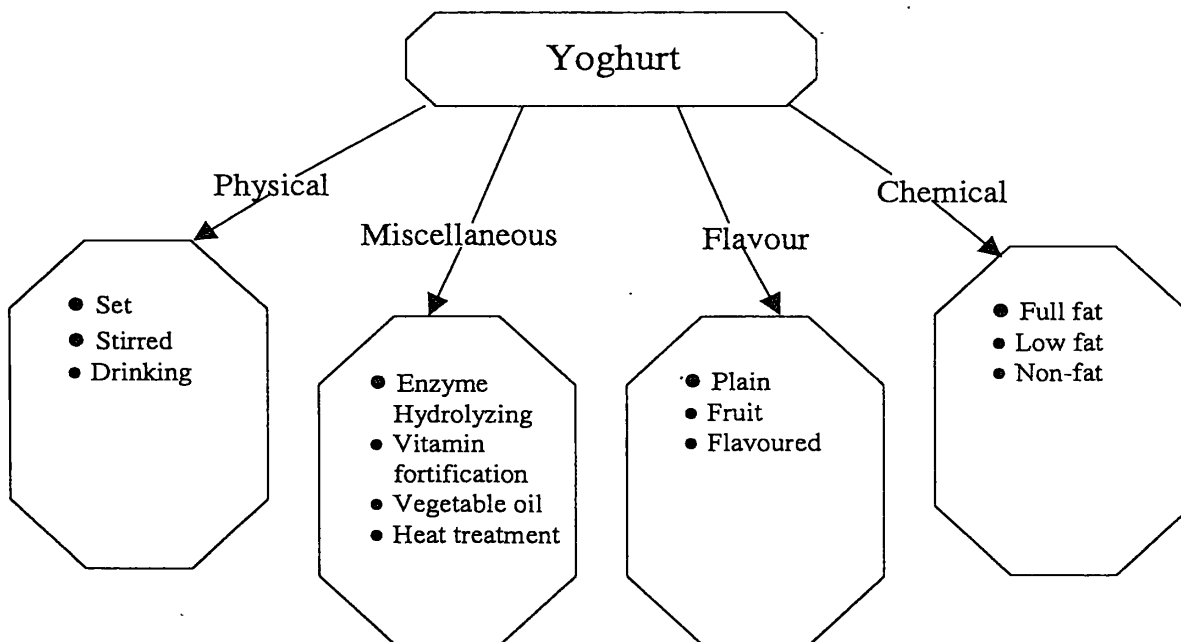 Yoghurt
Physical
Miscellaneous
Flavour
Chemical
● Set
● Stirred
● Drinking
● Enzyme
Hydrolyzing
● Vitamin
fortification
● Vegetable oil
● Heat treatment
● Plain
● Fruit
● Flavoured
● Full fat
● Low fat
● Non-fat